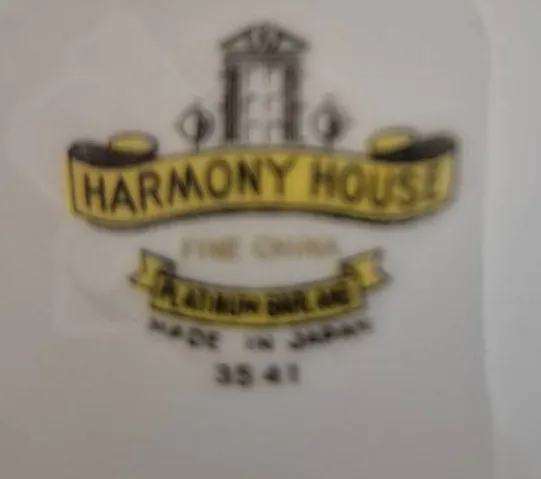 HARMONY HOUSE
FINE CHINA
PLATINUM GARLAND
MADE IN JAPAN
3541